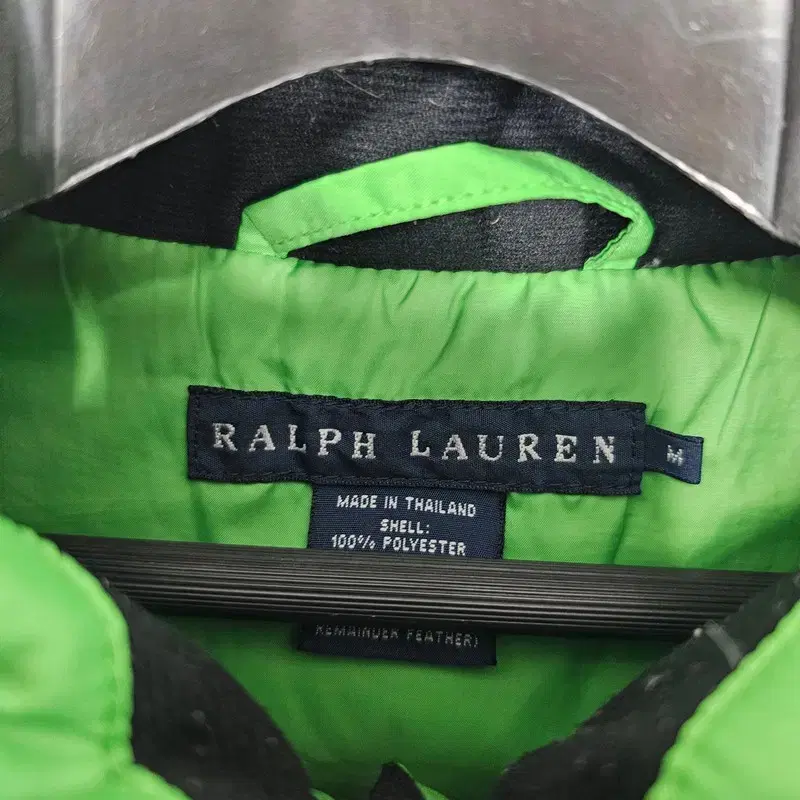 RALPH LAUREN
M
MADE IN THAILAND
SHELL:
100% POLYESTER
REMAINDER FEATHER)